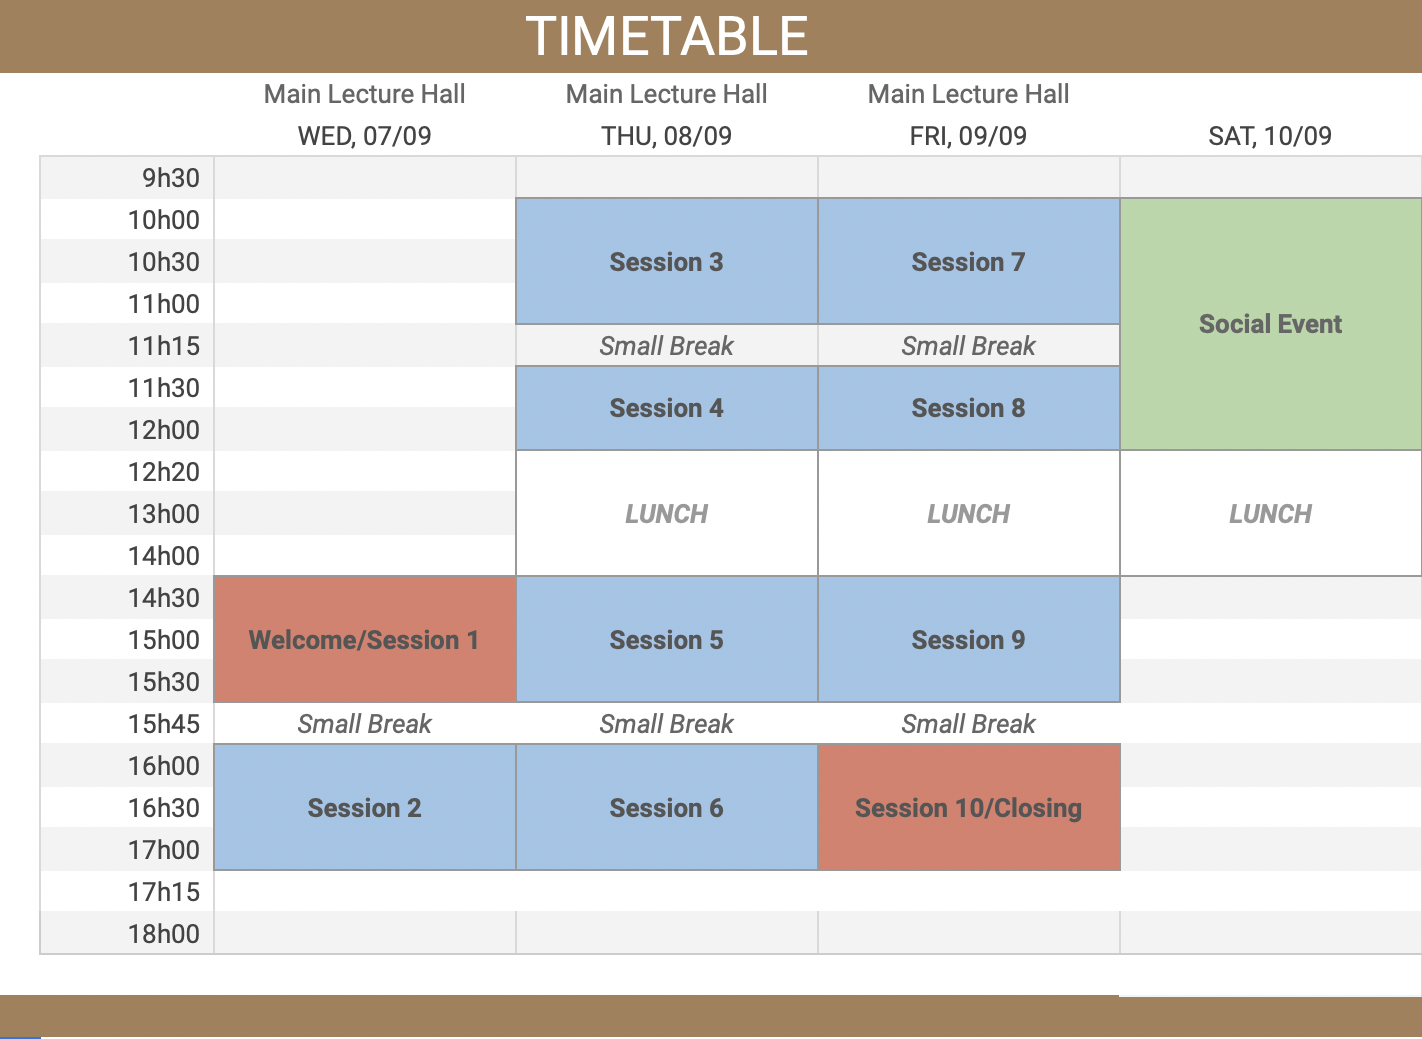 TIMETABLE
Main Lecture Hall Main Lecture Hall Main Lecture Hall
WED, 07/09 THU, 08/09 FRI, 09/09 SAT, 10/09
9h30
10h00
10h30 Session 3 Session 7
11h00
Social Event
11h15 Small Break Small Break
11h30
Session 4 Session 8
12h00
12h20
13h00 LUNCH LUNCH LUNCH
14h00
14h30
15h00 Welcome/Session 1 Session 5 Session 9
15h30
15h45 Small Break Small Break Small Break
16h00
16h30 Session 2 Session 6 Session 10/Closing
17h00
17h15
18h00